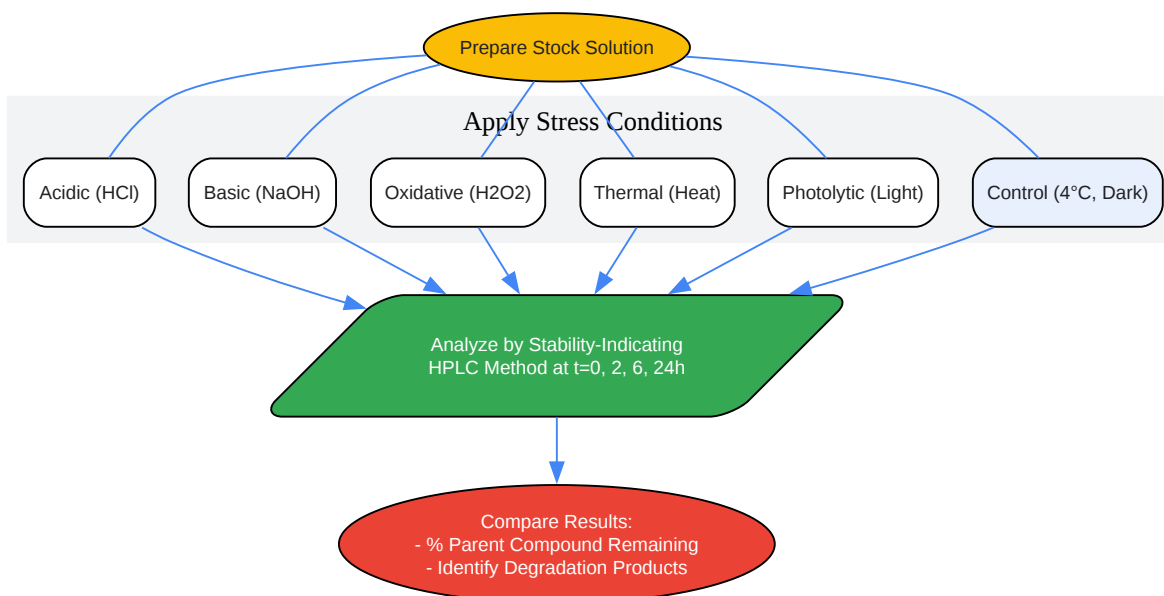 Prepare Stock Solution
Apply Stress Conditions
Acidic (HCl)
Basic (NaOH)
Oxidative (H2O2)
Thermal (Heat)
Photolytic (Light)
Control (4°C, Dark)
Analyze by Stability-Indicating
HPLC Method at t=0, 2, 6, 24h
Compare Results:
- % Parent Compound Remaining
- Identify Degradation Products